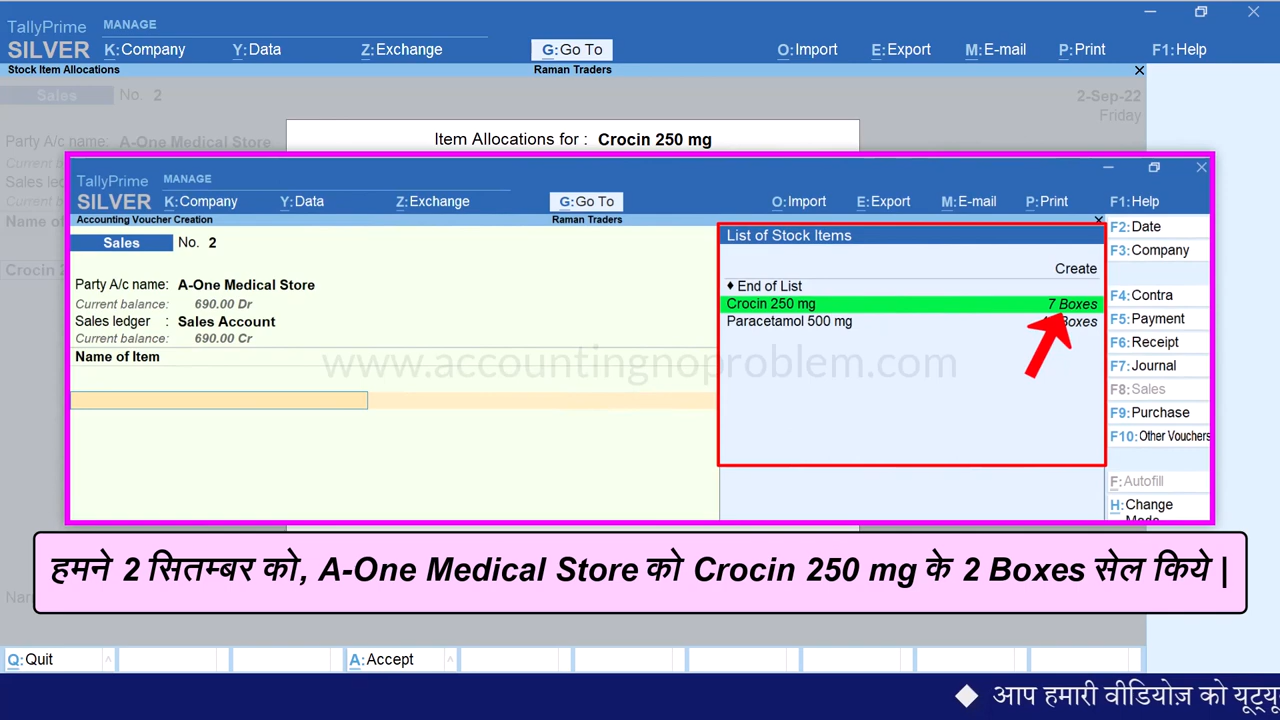 TallyPrime MANAGE
SILVER K:Company Y:Data Z:Exchange G:Go To O:Import E:Export M:E-mail P:Print F1:Help
Stock Item Allocations Raman Traders
Sales No. 2 2-Sep-22
Friday
Party A/c name: A-One Medical Store
Item Allocations for : Crocin 250 mg
TallyPrime MANAGE
SILVER K:Company Y:Data Z:Exchange G:Go To O:Import E:Export M:E-mail P:Print F1:Help
Accounting Voucher Creation Raman Traders
Sales No. 2
Party A/c name: A-One Medical Store
Current balance: 690.00 Dr
Sales ledger : Sales Account
Current balance: 690.00 Cr
Name of Item
List of Stock Items
Create
♦ End of List
Crocin 250 mg 7 Boxes
Paracetamol 500 mg Boxes
F2:Date
F3:Company
F4:Contra
F5:Payment
F6:Receipt
F7:Journal
F8:Sales
F9:Purchase
F10:Other Vouchers
F:Autofill
H:Change
Mode
www.accountingnoproblem.com
हमने 2 सितम्बर को, A-One Medical Store को Crocin 250 mg के 2 Boxes सेल किये |
Q:Quit A:Accept
◆ आप हमारी वीडियोज़ को